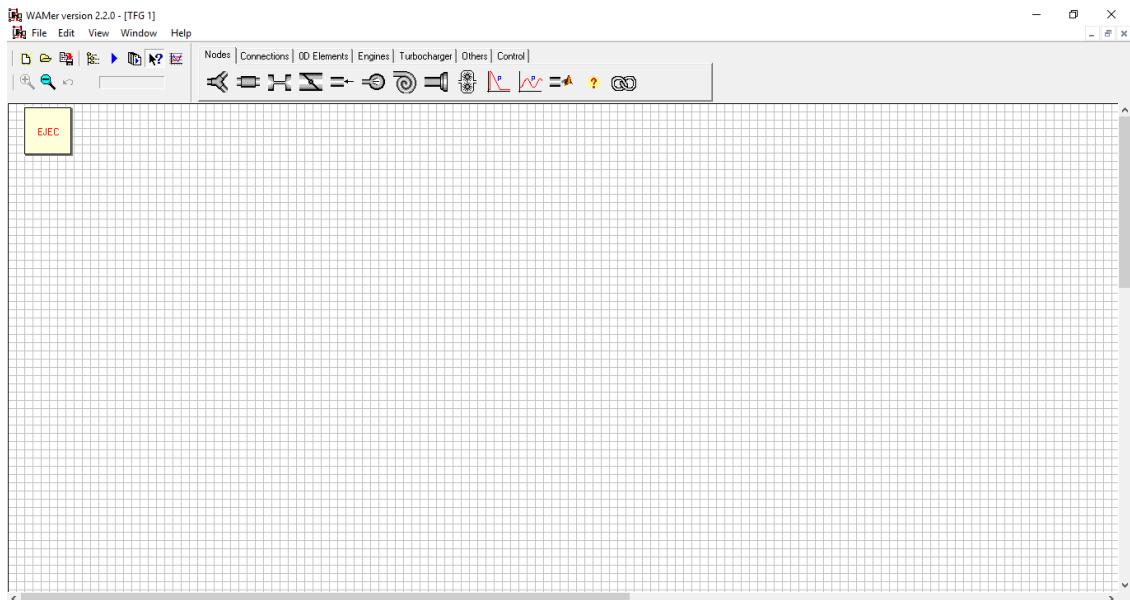 WAMer version 2.2.0 - [TFG 1]
File Edit View Window Help
Nodes Connections 0D Elements Engines Turbocharger Others Control
P P ?
EJEC